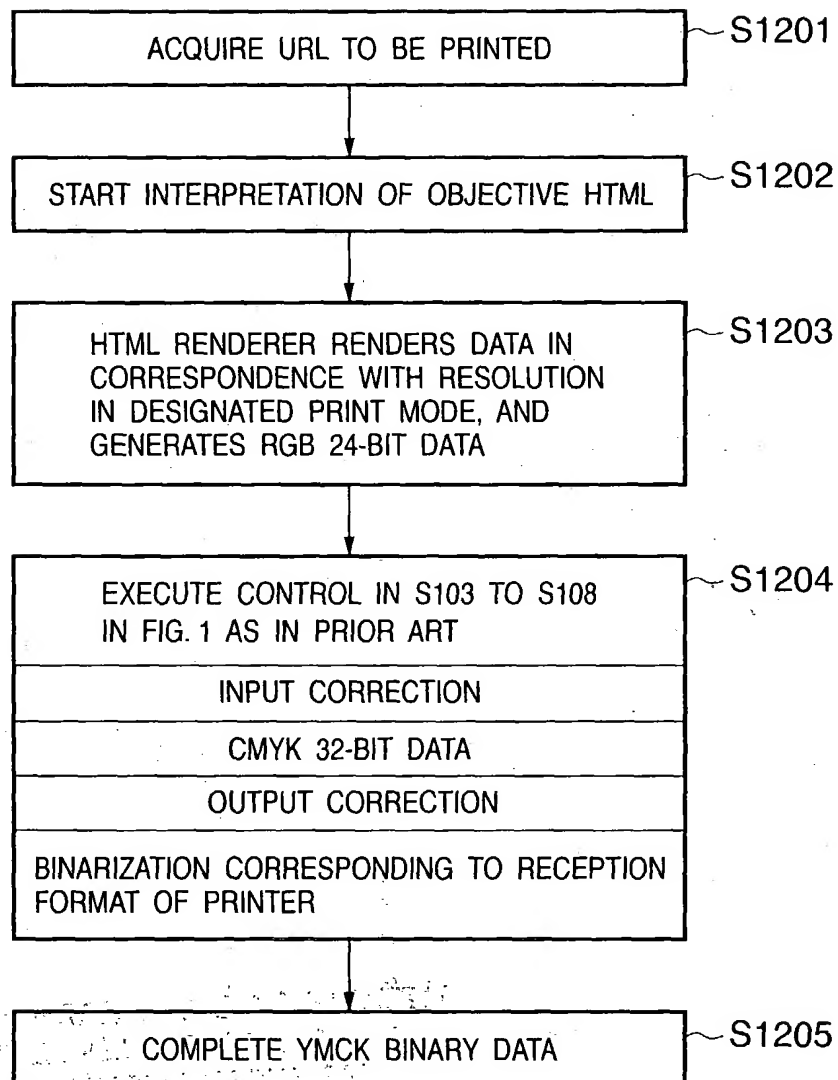 ACQUIRE URL TO BE PRINTED
S1201
START INTERPRETATION OF OBJECTIVE HTML
S1202
HTML RENDERER RENDERS DATA IN
CORRESPONDENCE WITH RESOLUTION
IN DESIGNATED PRINT MODE, AND
GENERATES RGB 24-BIT DATA
S1203
EXECUTE CONTROL IN S103 TO S108
IN FIG. 1 AS IN PRIOR ART
S1204
INPUT CORRECTION
CMYK 32-BIT DATA
OUTPUT CORRECTION
BINARIZATION CORRESPONDING TO RECEPTION
FORMAT OF PRINTER
COMPLETE YMCK BINARY DATA
S1205